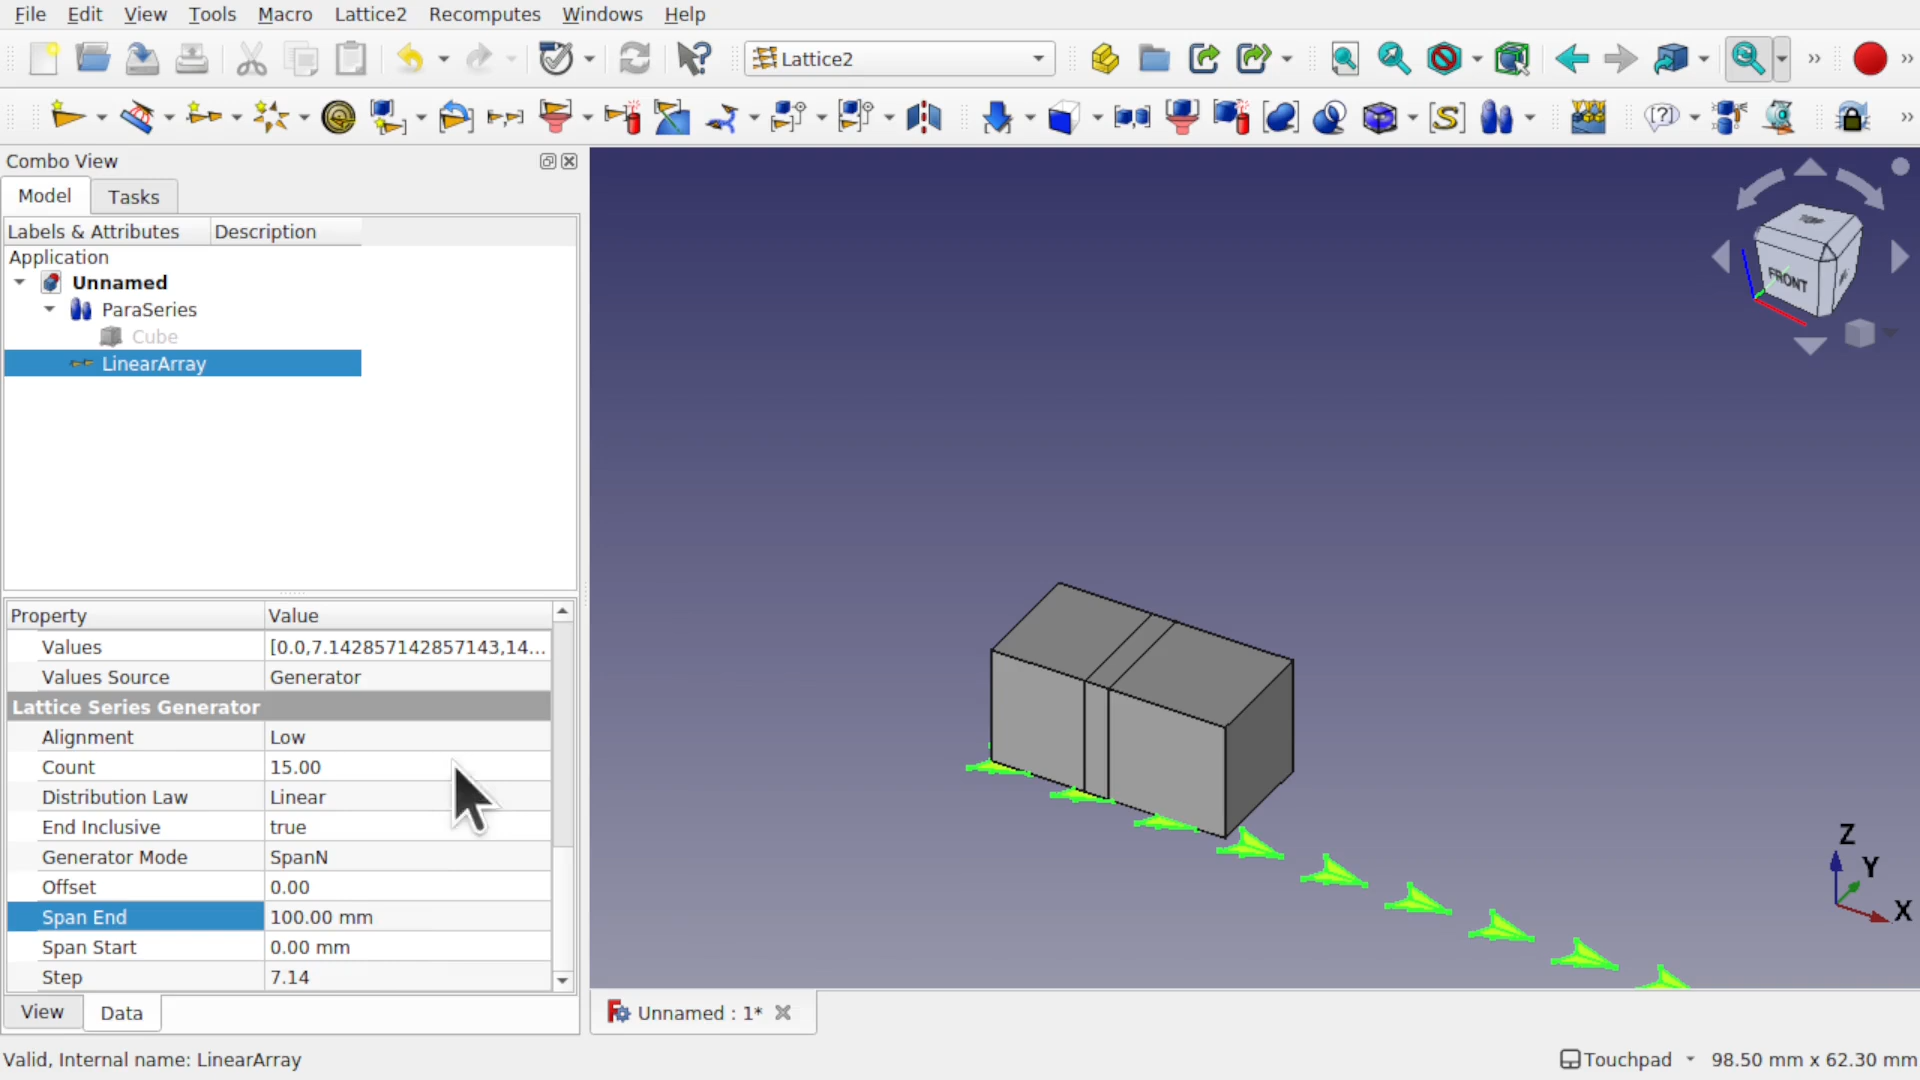 File Edit View Tools Macro Lattice2 Recomputes Windows Help
Lattice2
Combo View
Model Tasks
Labels & Attributes Description
Application
Unnamed
ParaSeries
Cube
LinearArray
Property Value
Values [0.0,7.142857142857143,14...
Values Source Generator
Lattice Series Generator
Alignment Low
Count 15.00
Distribution Law Linear
End Inclusive true
Generator Mode SpanN
Offset 0.00
Span End 100.00 mm
Span Start 0.00 mm
Step 7.14
View Data
TOP
FRONT
Z
Y
X
Unnamed : 1*
Valid, Internal name: LinearArray
Touchpad 98.50 mm x 62.30 mm